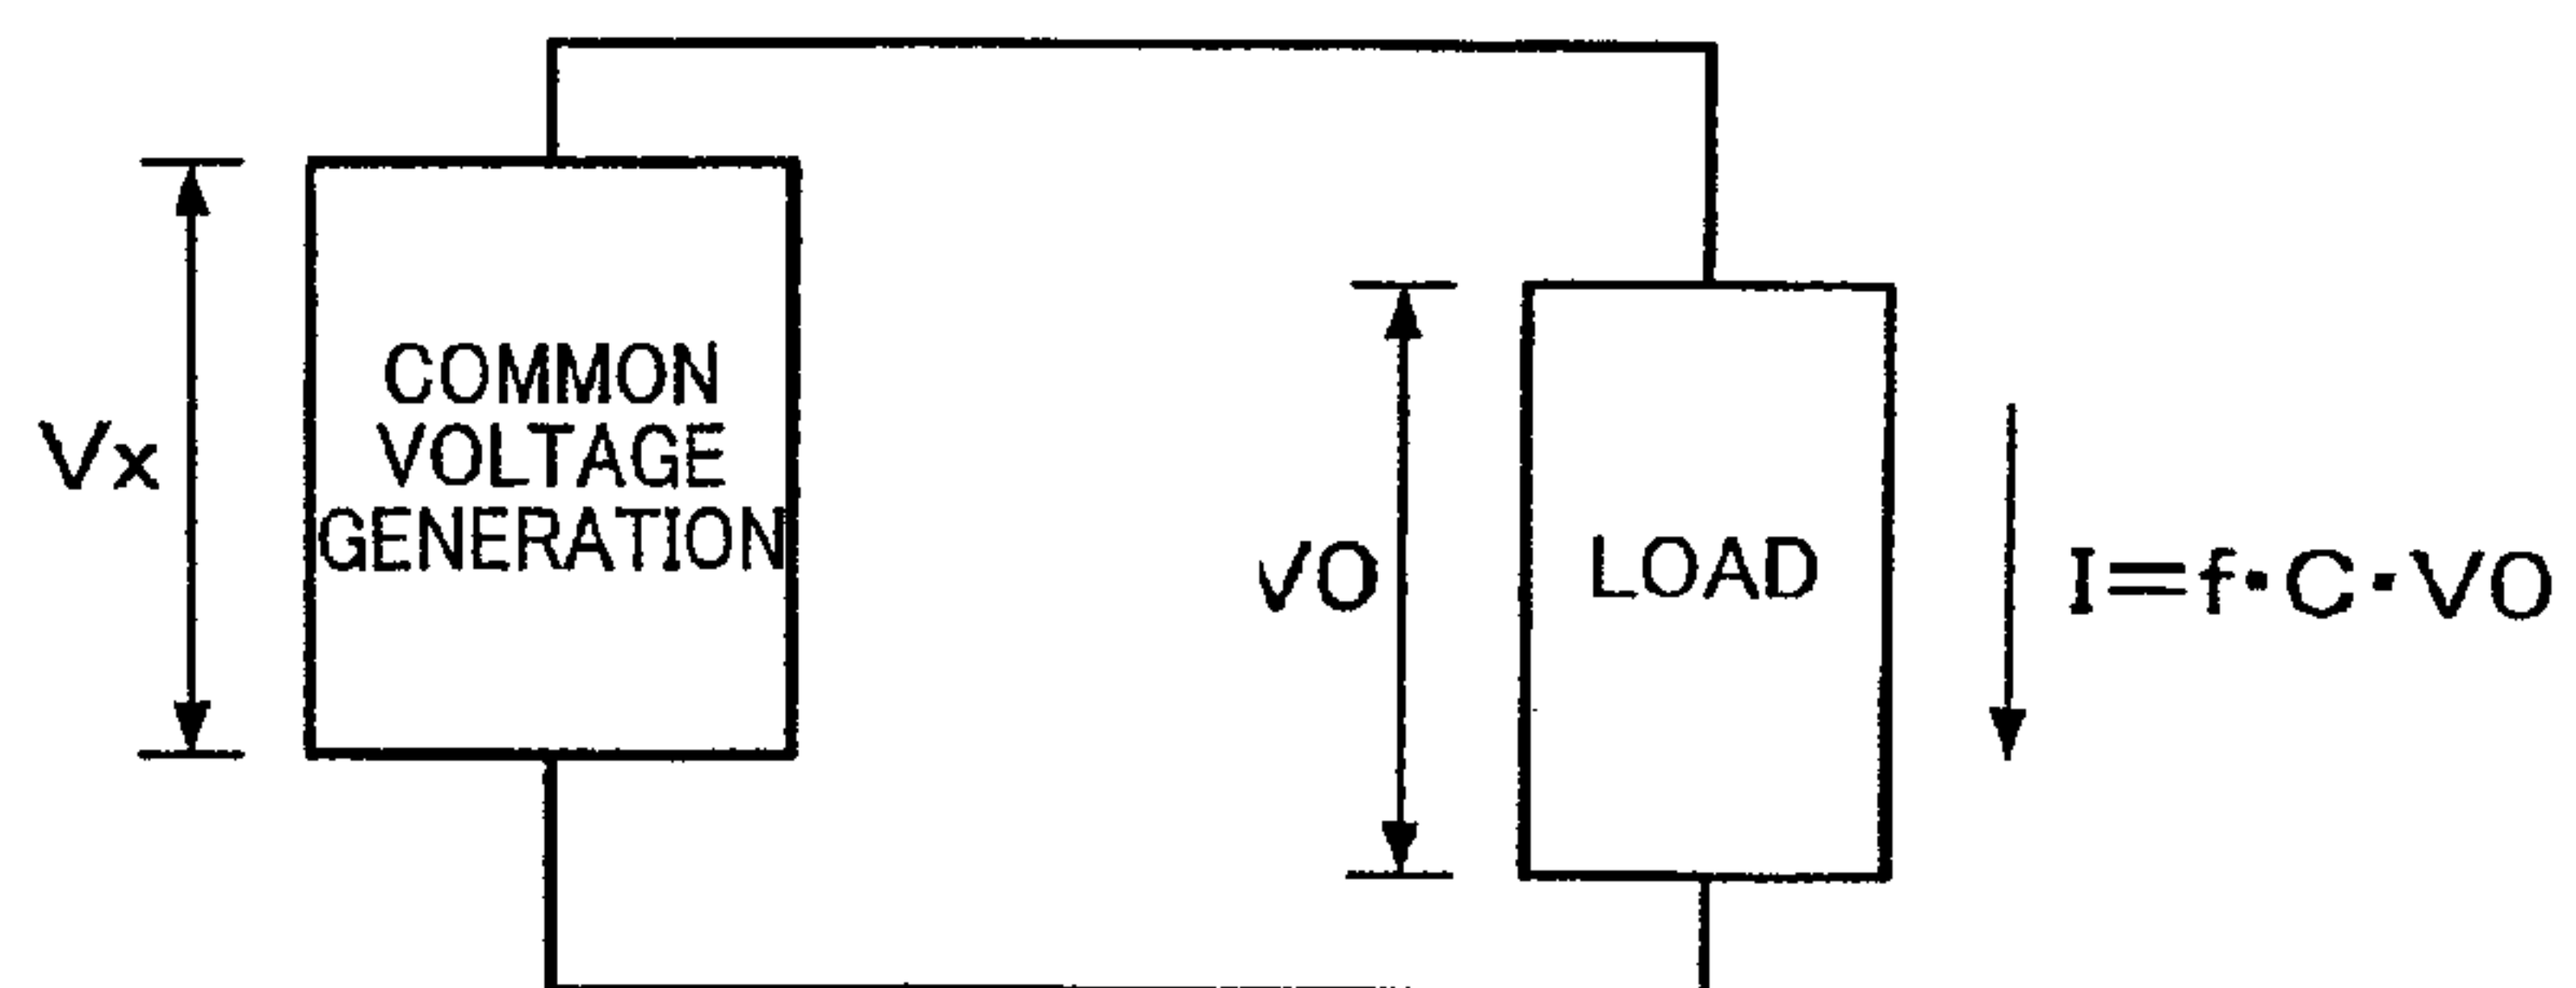 Vx
COMMON
VOLTAGE
GENERATION
VO
LOAD
I=f・C・VO